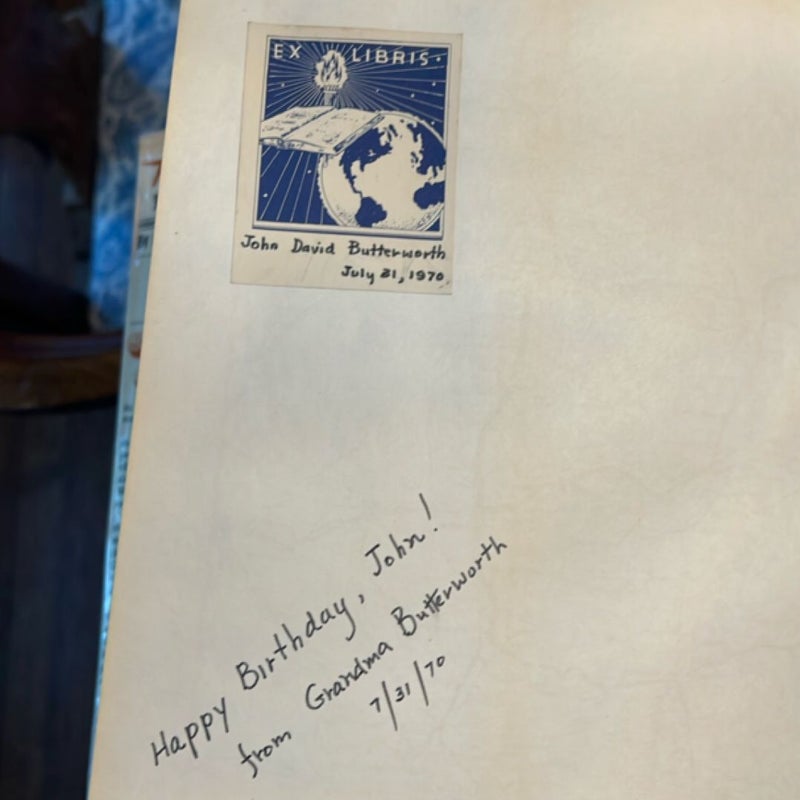 EX LIBRIS
John David Butterworth
July 31, 1970
Happy Birthday, John!
from Grandma Butterworth
7/31/70